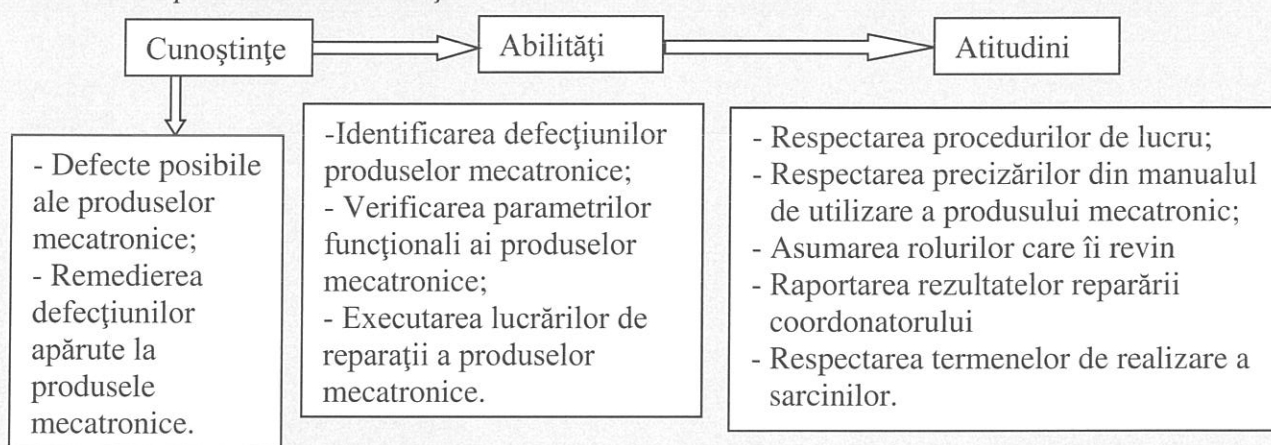 Cunoştinţe
Abilităţi
Atitudini
- Defecte posibile
ale produselor
mecatronice;
- Remedierea
defecţiunilor
apărute la
produsele
mecatronice.
-Identificarea defecţiunilor
produselor mecatronice;
- Verificarea parametrilor
funcţionali ai produselor
mecatronice;
- Executarea lucrărilor de
reparaţii a produselor
mecatronice.
- Respectarea procedurilor de lucru;
- Respectarea precizărilor din manualul
de utilizare a produsului mecatronic;
- Asumarea rolurilor care îi revin
- Raportarea rezultatelor reparării
coordonatorului
- Respectarea termenelor de realizare a
sarcinilor.